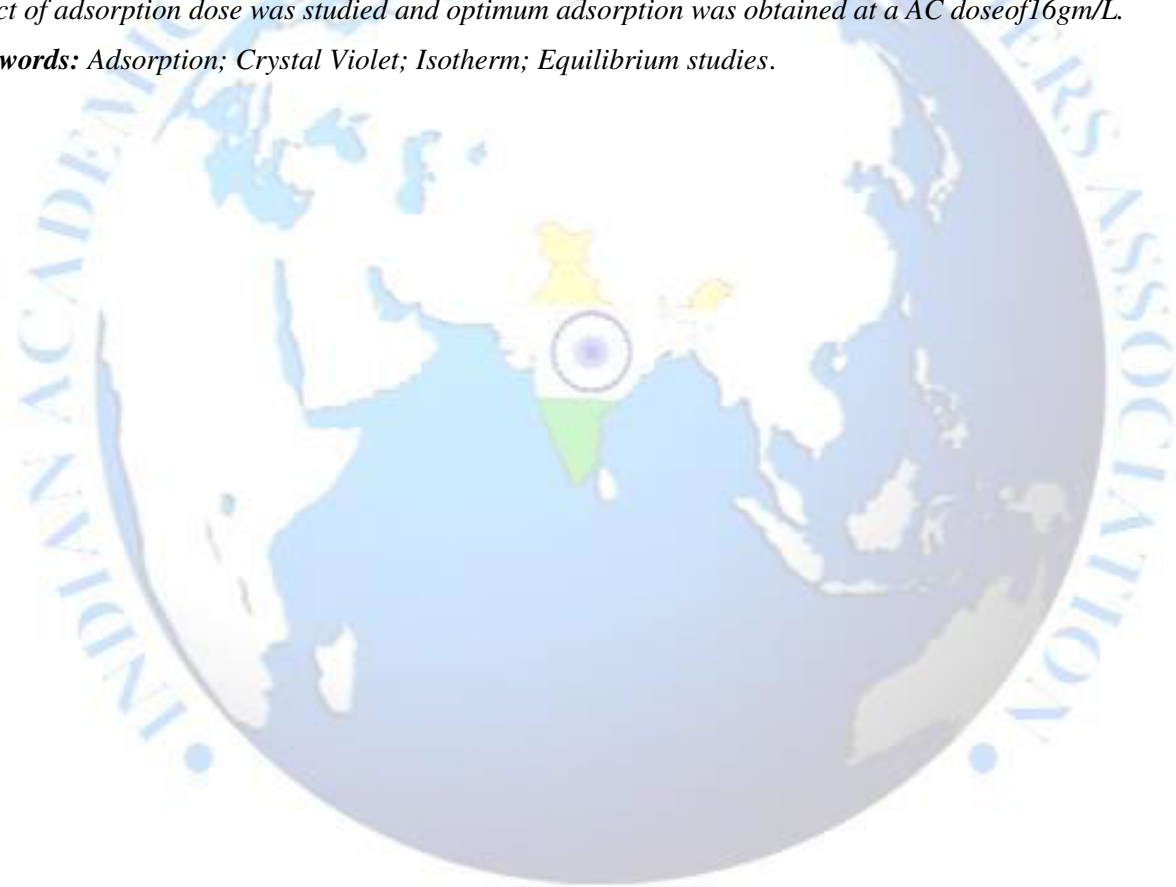 ct of adsorption dose was studied and optimum adsorption was obtained at a AC doseof16gm/L.
words: Adsorption; Crystal Violet; Isotherm; Equilibrium studies.
INDIAN ACADEMIC
ERS ASSOCIATION